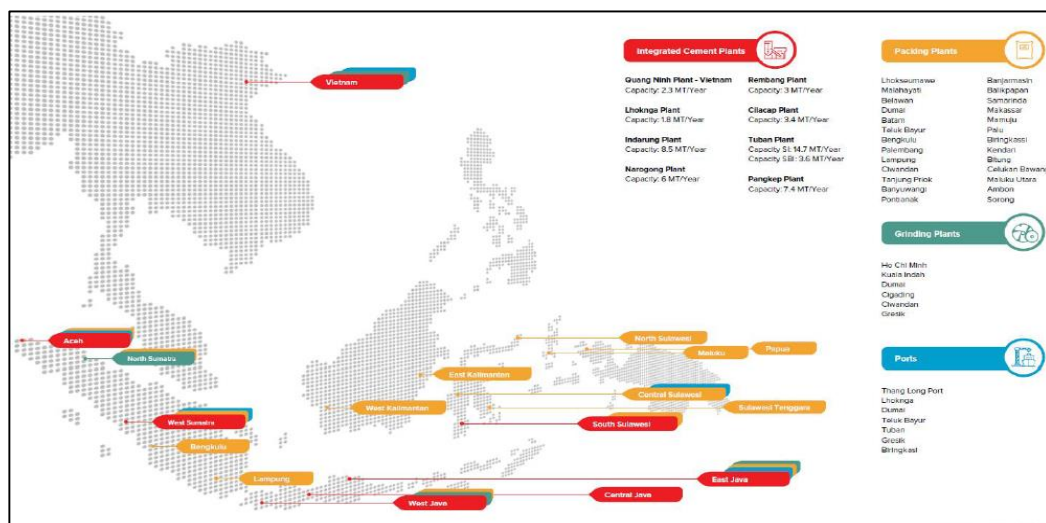 Vietnam
Aceh
North Sumatra
West Sumatra
Bengkulu
Lampung
West Java
Central Java
East Java
West Kalimantan
East Kalimantan
North Sulawesi
Maluku
Papua
Central Sulawesi
Sulawesi Tenggara
South Sulawesi
Integrated Cement Plants
Quang Ninh Plant - Vietnam
Capacity: 2.3 MT/Year
Lhoknga Plant
Capacity: 1.8 MT/Year
Indarung Plant
Capacity: 8.5 MT/Year
Narogong Plant
Capacity: 6 MT/Year
Rembang Plant
Capacity: 3 MT/Year
Cilacap Plant
Capacity: 3.4 MT/Year
Tuban Plant
Capacity SI: 14.7 MT/Year
Capacity SBI: 3.6 MT/Year
Pangkep Plant
Capacity: 7.4 MT/Year
Packing Plants
Lhokseumawe
Malahayati
Belawan
Dumai
Batam
Teluk Bayur
Bengkulu
Palembang
Lampung
Ciwandan
Tanjung Priok
Banyuwangi
Pontianak
Banjarmasin
Balikpapan
Samarinda
Makassar
Mamuju
Palu
Biringkassi
Kendari
Bitung
Celukan Bawang
Maluku Utara
Ambon
Sorong
Grinding Plants
Ho Chi Minh
Kuala Indah
Dumai
Cigading
Ciwandan
Gresik
Ports
Thang Long Port
Lhoknga
Dumai
Teluk Bayur
Tuban
Gresik
Biringkasi